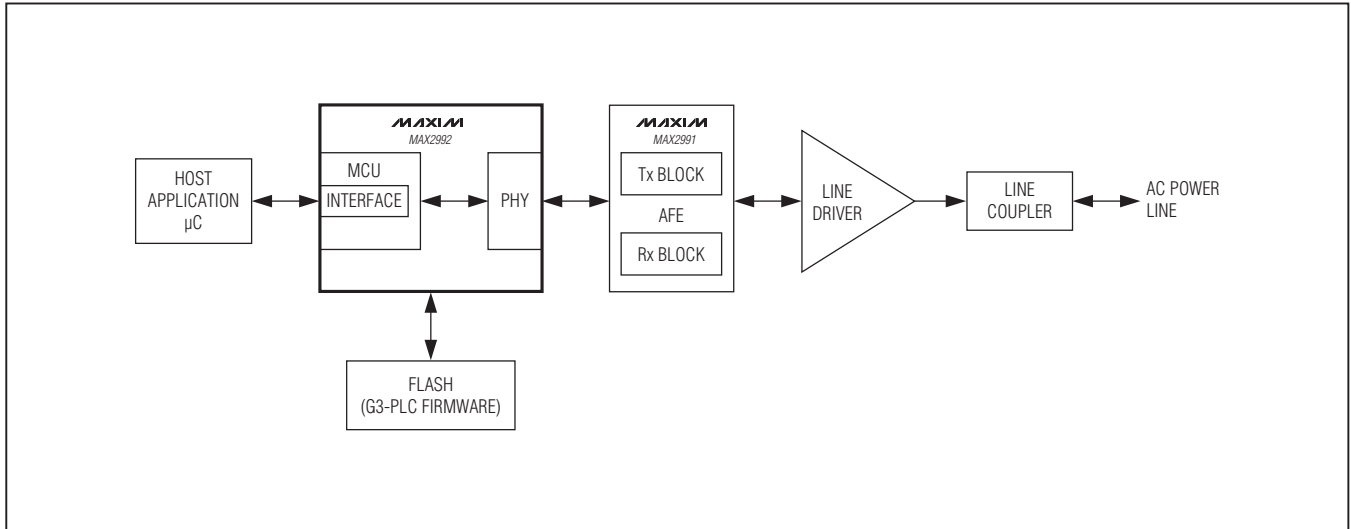 HOST
APPLICATION
µC
MAXIM
MAX2992
MCU
INTERFACE
PHY
FLASH
(G3-PLC FIRMWARE)
MAXIM
MAX2991
Tx BLOCK
AFE
Rx BLOCK
LINE
DRIVER
LINE
COUPLER
AC POWER
LINE